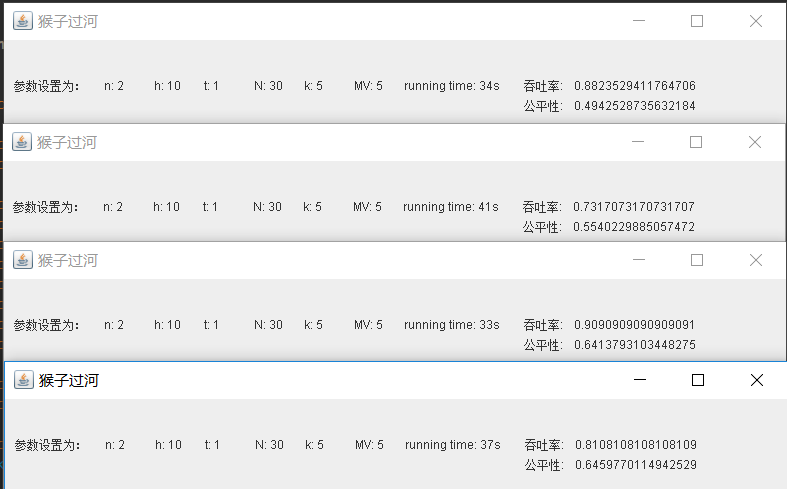 猴子过河
参数设置为： n: 2 h: 10 t: 1 N: 30 k: 5 MV: 5 running time: 34s 吞吐率: 0.8823529411764706
公平性: 0.4942528735632184
猴子过河
参数设置为： n: 2 h: 10 t: 1 N: 30 k: 5 MV: 5 running time: 41s 吞吐率: 0.7317073170731707
公平性: 0.5540229885057472
猴子过河
参数设置为： n: 2 h: 10 t: 1 N: 30 k: 5 MV: 5 running time: 33s 吞吐率: 0.9090909090909091
公平性: 0.6413793103448275
猴子过河
参数设置为： n: 2 h: 10 t: 1 N: 30 k: 5 MV: 5 running time: 37s 吞吐率: 0.8108108108108109
公平性: 0.6459770114942529